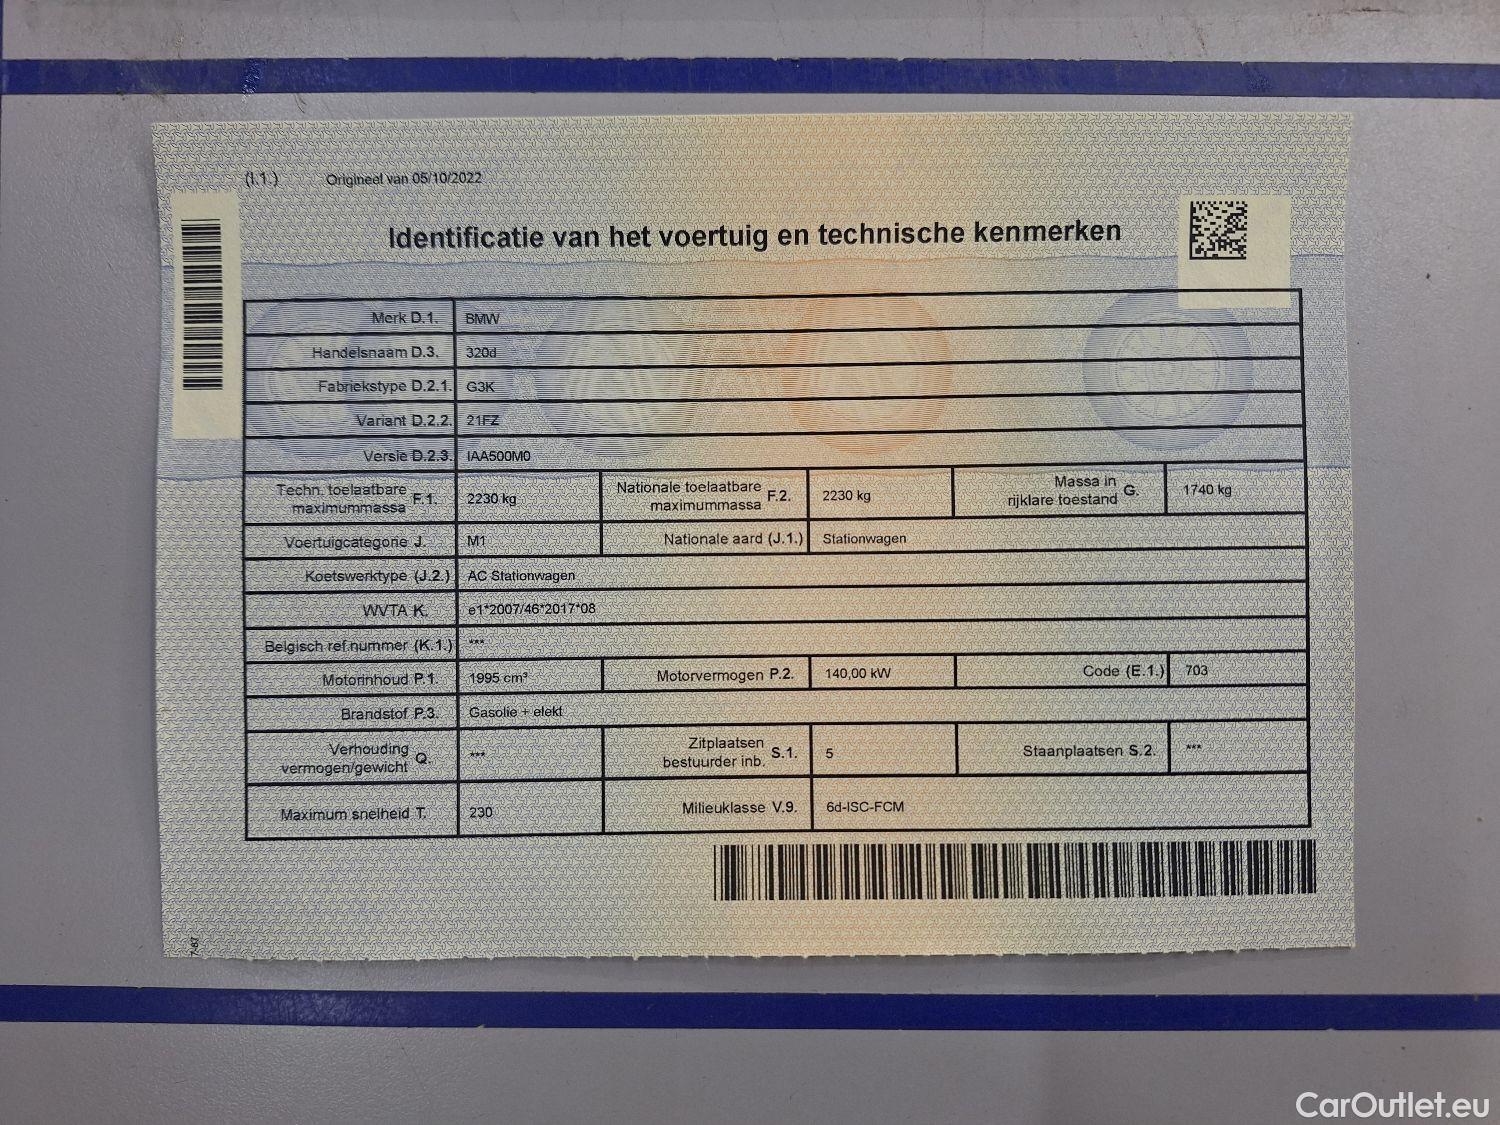 (I.1.) Origineel van 05/10/2022
Identificatie van het voertuig en technische kenmerken
Merk D.1. BMW
Handelsnaam D.3. 320d
Fabriekstype D.2.1. G3K
Variant D.2.2. 21FZ
Versie D.2.3. IAA500M0
Techn. toelaatbare maximummassa F.1. 2230 kg Nationale toelaatbare maximummassa F.2. 2230 kg Massa in rijklare toestand G. 1740 kg
Voertuigcategorie J. M1 Nationale aard (J.1.) Stationwagen
Koetswerktype (J.2.) AC Stationwagen
WVTA K. e1*2007/46*2017*08
Belgisch ref.nummer (K.1.) ***
Motorinhoud P.1. 1995 cm³ Motorvermogen P.2. 140,00 kW Code (E.1.) 703
Brandstof P.3. Gasolie + elekt
Verhouding vermogen/gewicht Q. *** Zitplaatsen bestuurder inb. S.1. 5 Staanplaatsen S.2. ***
Maximum snelheid T. 230 Milieuklasse V.9. 6d-ISC-FCM
7-67
CarOutlet.eu